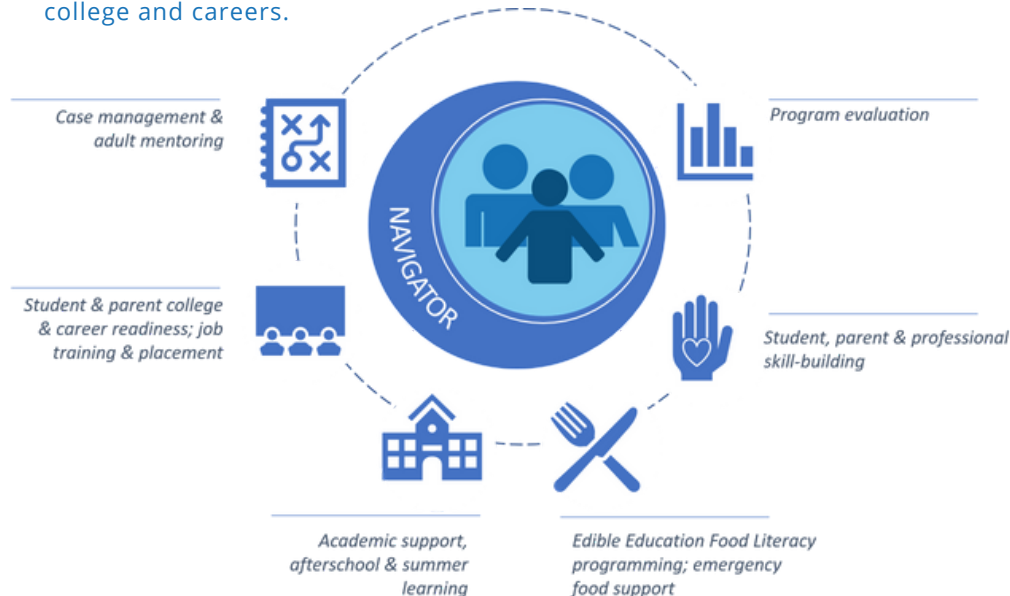 college and careers.
Case management &
adult mentoring
Program evaluation
NAVIGATOR
Student & parent college
& career readiness; job
training & placement
Student, parent & professional
skill-building
Academic support,
afterschool & summer
learning
Edible Education Food Literacy
programming; emergency
food support